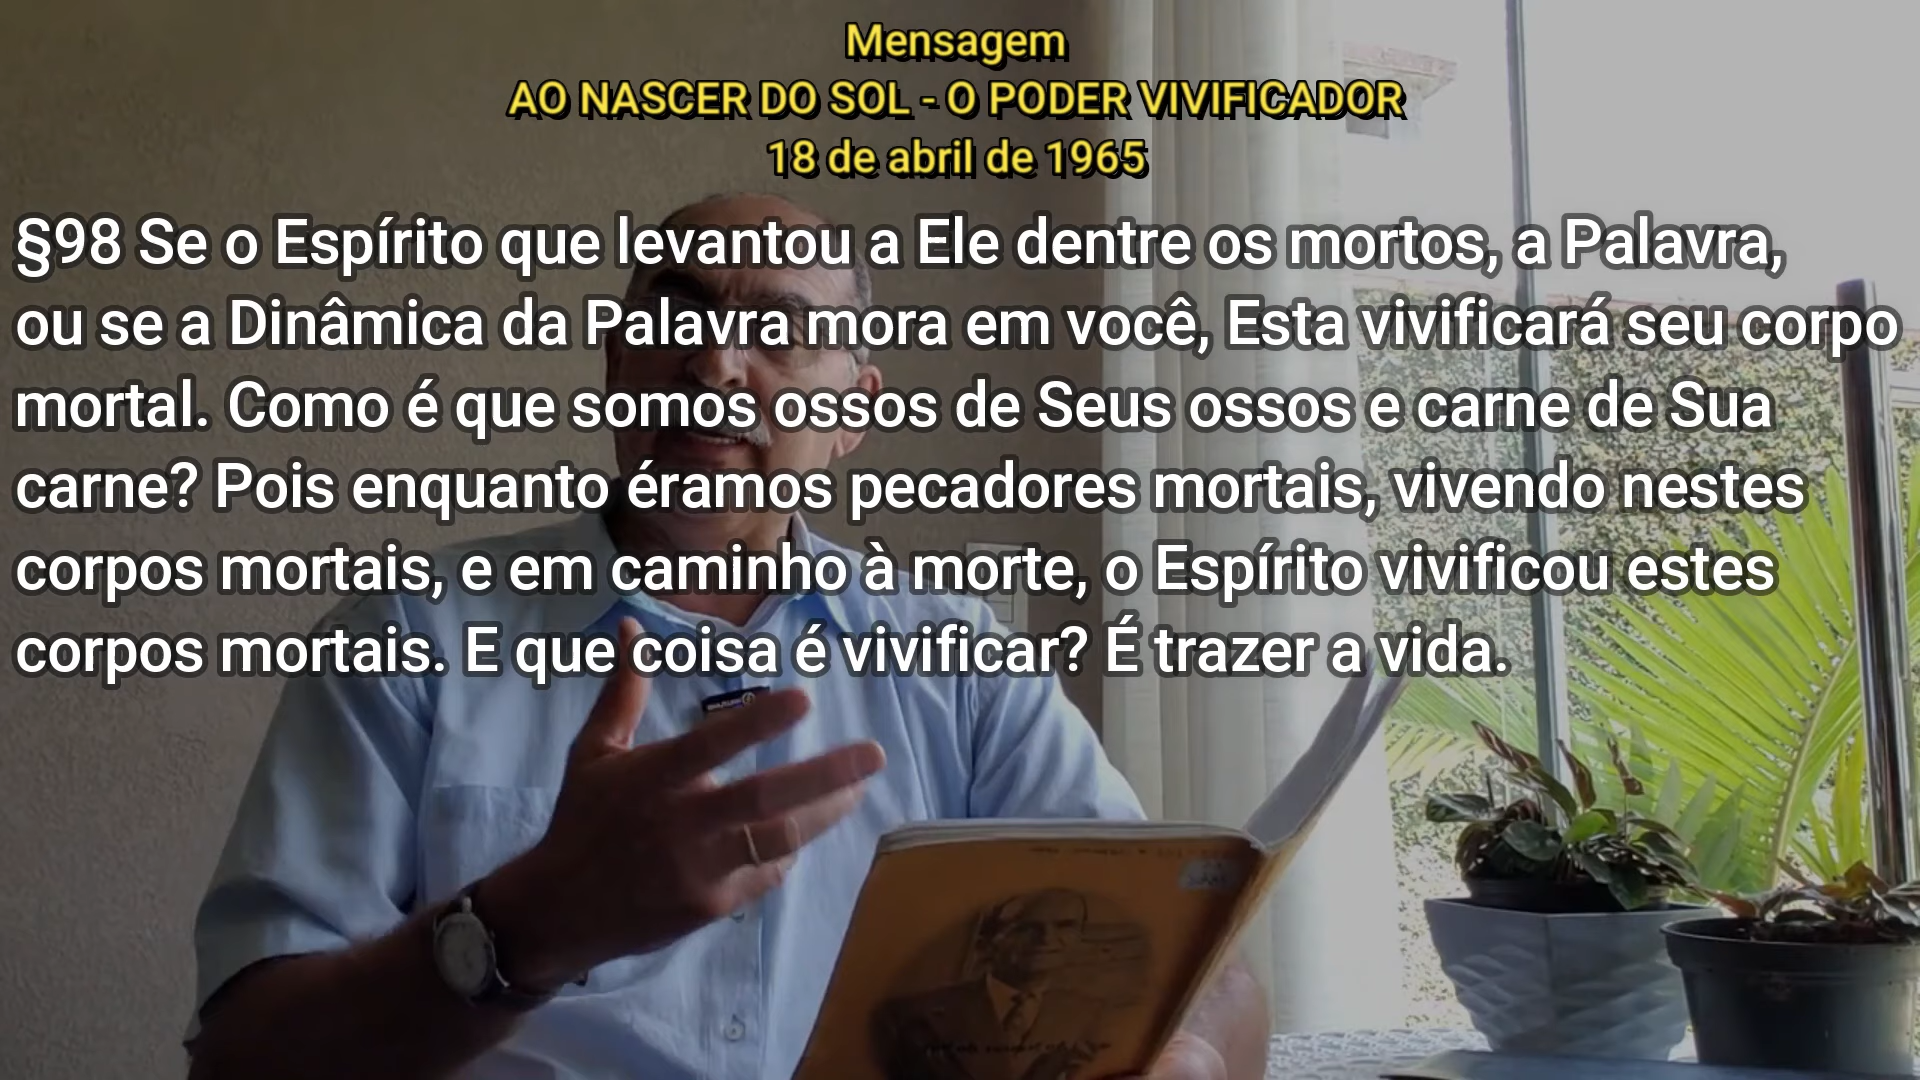 Mensagem
AO NASCER DO SOL - O PODER VIVIFICADOR
18 de abril de 1965
§98 Se o Espírito que levantou a Ele dentre os mortos, a Palavra,
ou se a Dinâmica da Palavra mora em você, Esta vivificará seu corpo
mortal. Como é que somos ossos de Seus ossos e carne de Sua
carne? Pois enquanto éramos pecadores mortais, vivendo nestes
corpos mortais, e em caminho à morte, o Espírito vivificou estes
corpos mortais. E que coisa é vivificar? É trazer a vida.